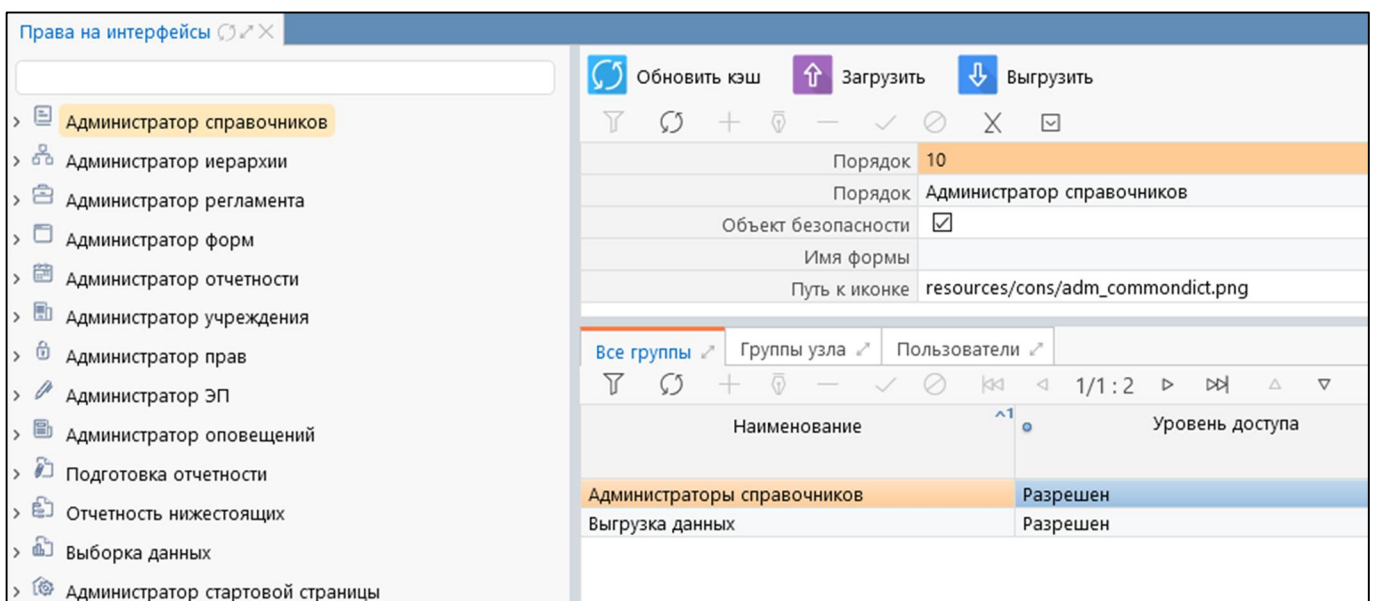 Права на интерфейсы
Администратор справочников
Администратор иерархии
Администратор регламента
Администратор форм
Администратор отчетности
Администратор учреждения
Администратор прав
Администратор ЭП
Администратор оповещений
Подготовка отчетности
Отчетность нижестоящих
Выборка данных
Администратор стартовой страницы
Обновить кэш Загрузить Выгрузить
Порядок 10
Порядок Администратор справочников
Объект безопасности
Имя формы
Путь к иконке resources/cons/adm_commondict.png
Все группы Группы узла Пользователи
1/1 : 2
Наименование ^1 Уровень доступа
Администраторы справочников Разрешен
Выгрузка данных Разрешен